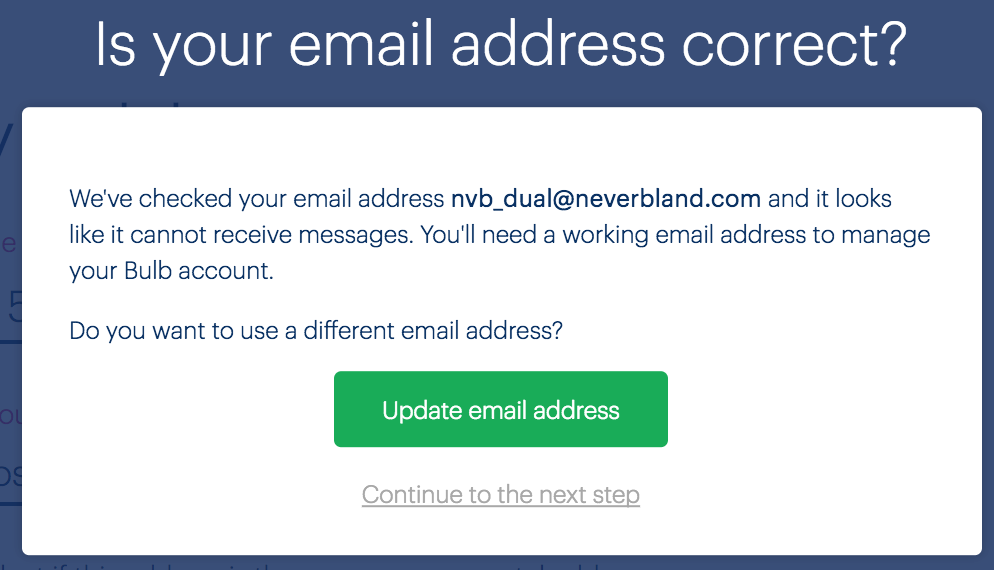 Is your email address correct?
We've checked your email address nvb_dual@neverbland.com and it looks
like it cannot receive messages. You'll need a working email address to manage
your Bulb account.
Do you want to use a different email address?
Update email address
Continue to the next step